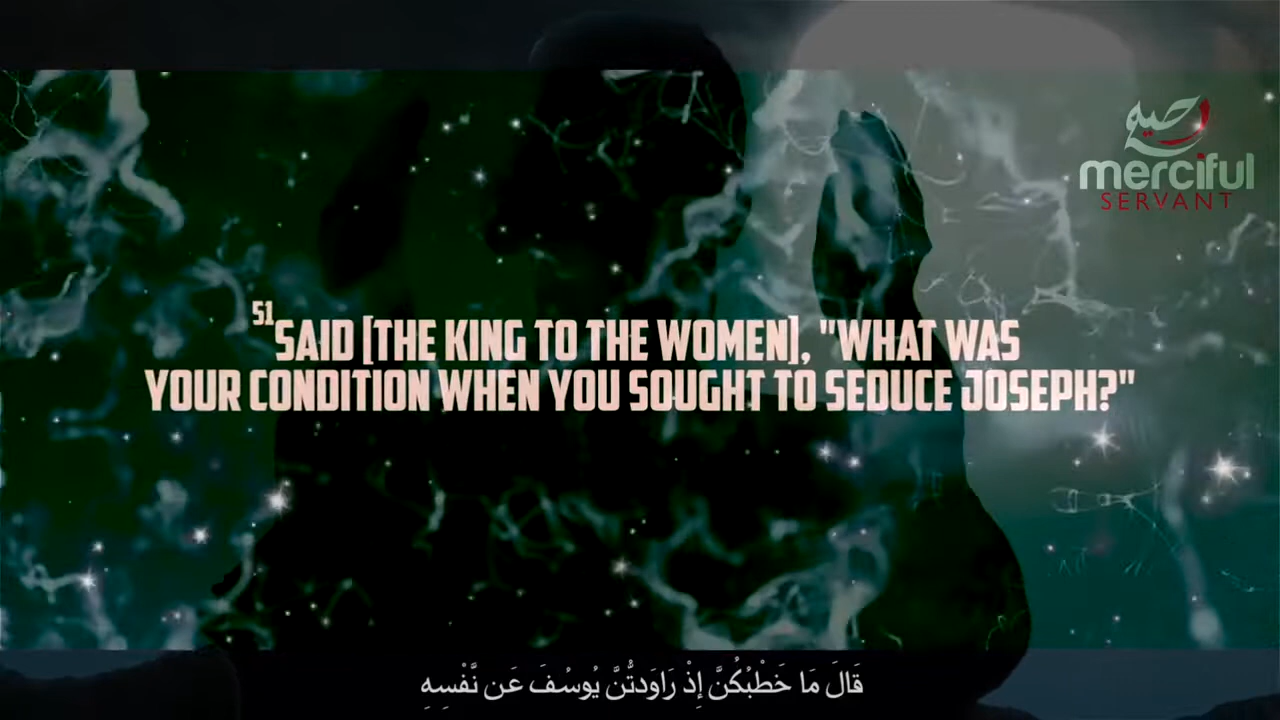 رحيم
merciful
SERVANT
51SAID [THE KING TO THE WOMEN], "WHAT WAS
YOUR CONDITION WHEN YOU SOUGHT TO SEDUCE JOSEPH?"
قَالَ مَا خَطْبُكُنَّ إِذْ رَاوَدتُّنَّ يُوسُفَ عَن نَّفْسِهِ